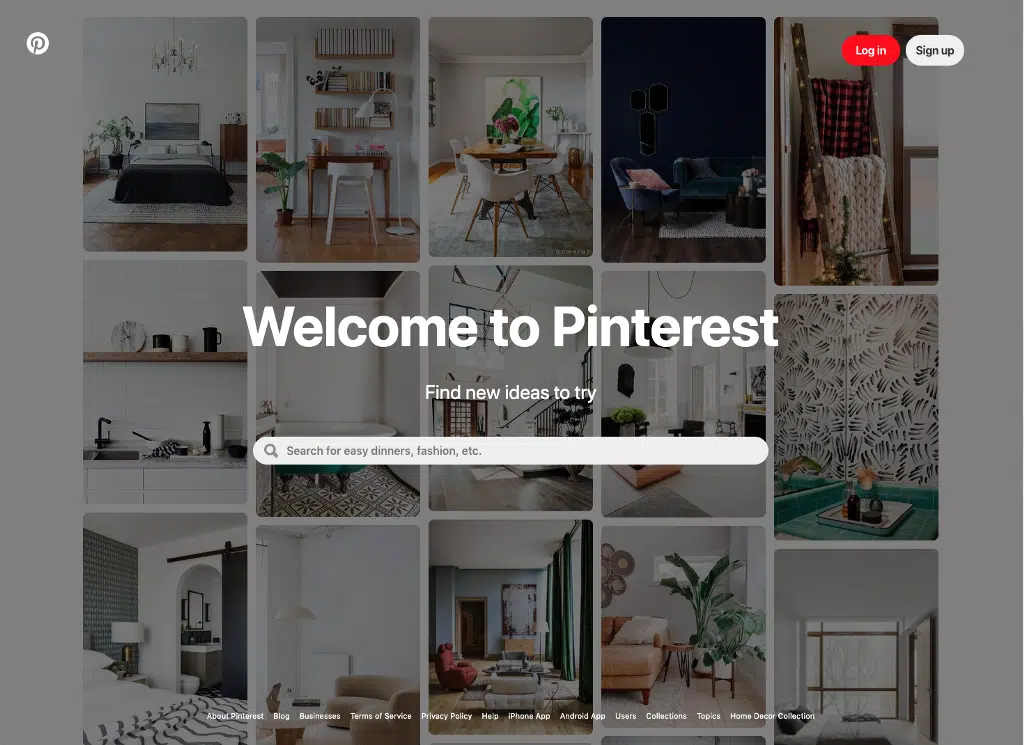 Log in
Sign up
DOMAINE
Welcome to Pinterest
Find new ideas to try
Search for easy dinners, fashion, etc.
About Pinterest Blog Businesses Terms of Service Privacy Policy Help iPhone App Android App Users Collections Topics Home Decor Collection